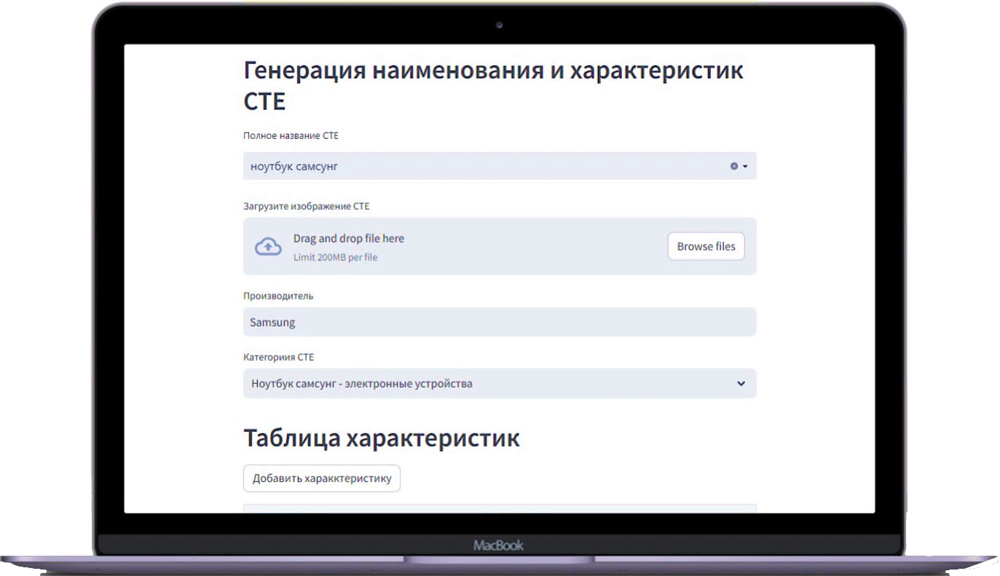 Генерация наименования и характеристик
СТЕ
Полное название СТЕ
ноутбук самсунг
Загрузите изображение СТЕ
Drag and drop file here
Limit 200MB per file
Browse files
Производитель
Samsung
Категориия СТЕ
Ноутбук самсунг - электронные устройства
Таблица характеристик
Добавить харакктеристику
MacBook